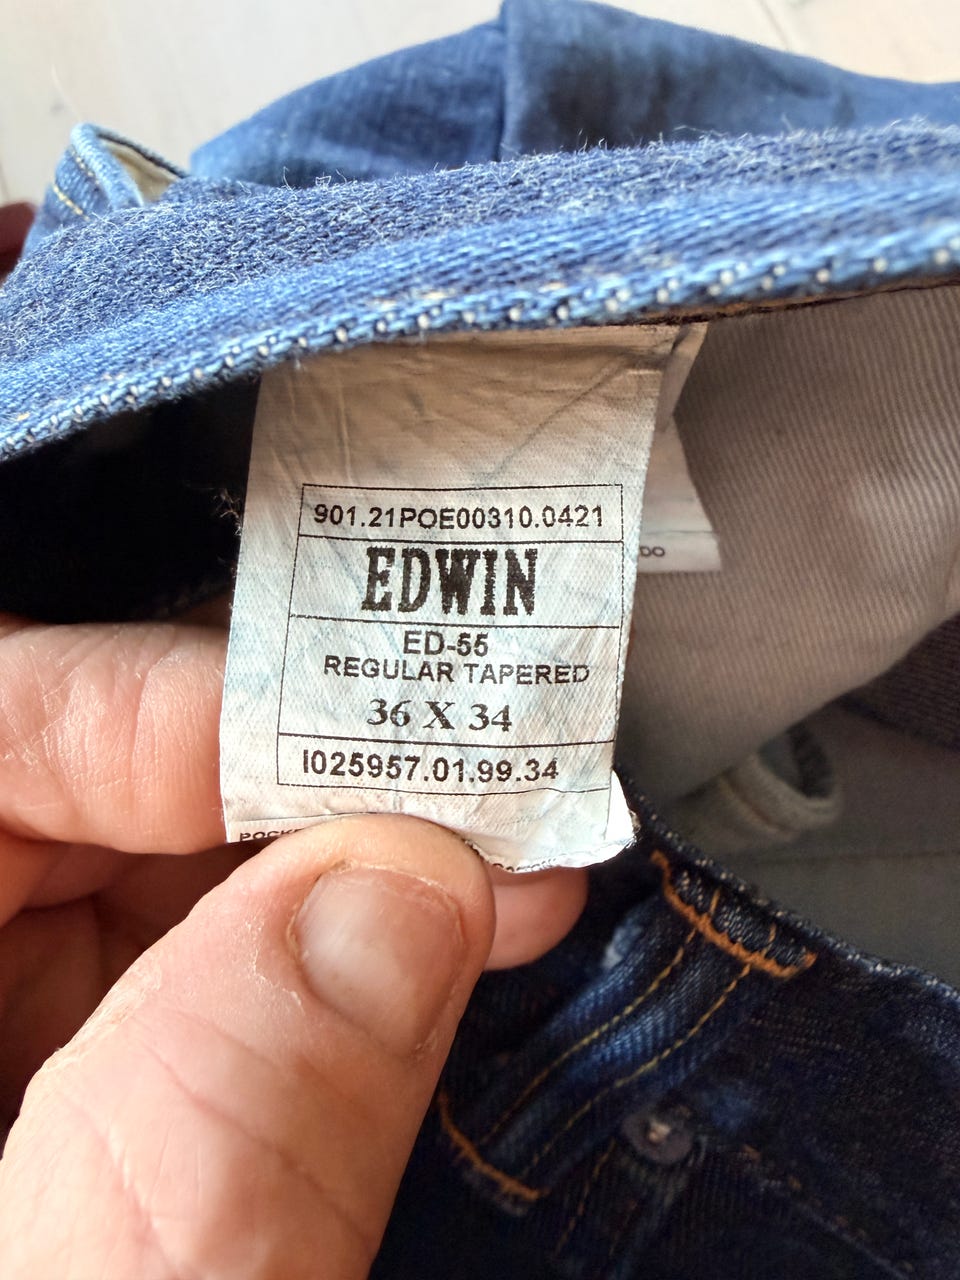 901.21POE00310.0421
EDWIN
ED-55
REGULAR TAPERED
36 X 34
I025957.01.99.34